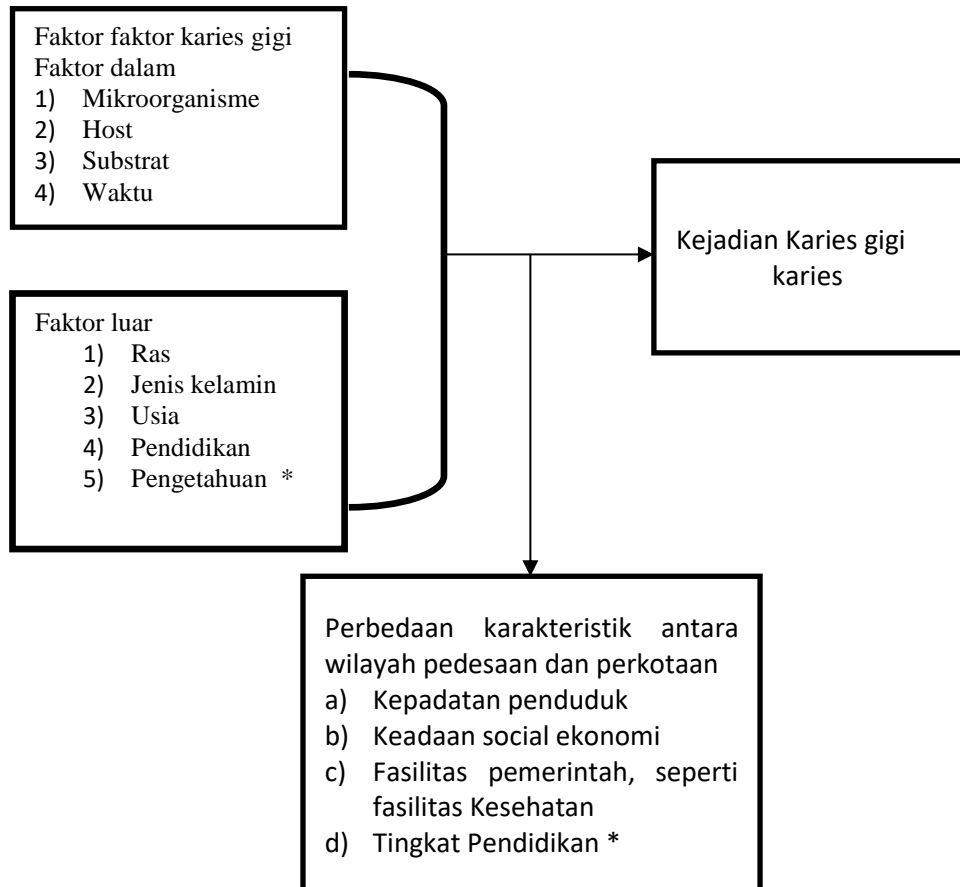 Faktor faktor karies gigi
Faktor dalam
1) Mikroorganisme
2) Host
3) Substrat
4) Waktu
Kejadian Karies gigi
karies
Faktor luar
1) Ras
2) Jenis kelamin
3) Usia
4) Pendidikan
5) Pengetahuan *
Perbedaan karakteristik antara
wilayah pedesaan dan perkotaan
a) Kepadatan penduduk
b) Keadaan social ekonomi
c) Fasilitas pemerintah, seperti
fasilitas Kesehatan
d) Tingkat Pendidikan *